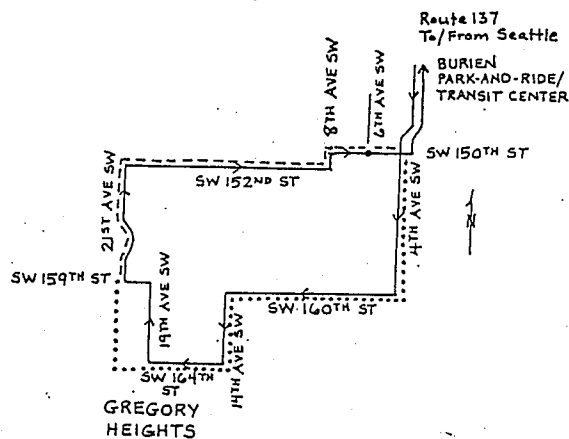 Route 137
To/From Seattle
BURIEN
PARK-AND-RIDE/
TRANSIT CENTER
8TH AVE SW
6TH AVE SW
SW 150TH ST
SW 152ND ST
4TH AVE SW
21ST AVE SW
N
SW 159TH ST
19TH AVE SW
SW 160TH ST
14TH AVE SW
SW 164TH
ST
GREGORY
HEIGHTS